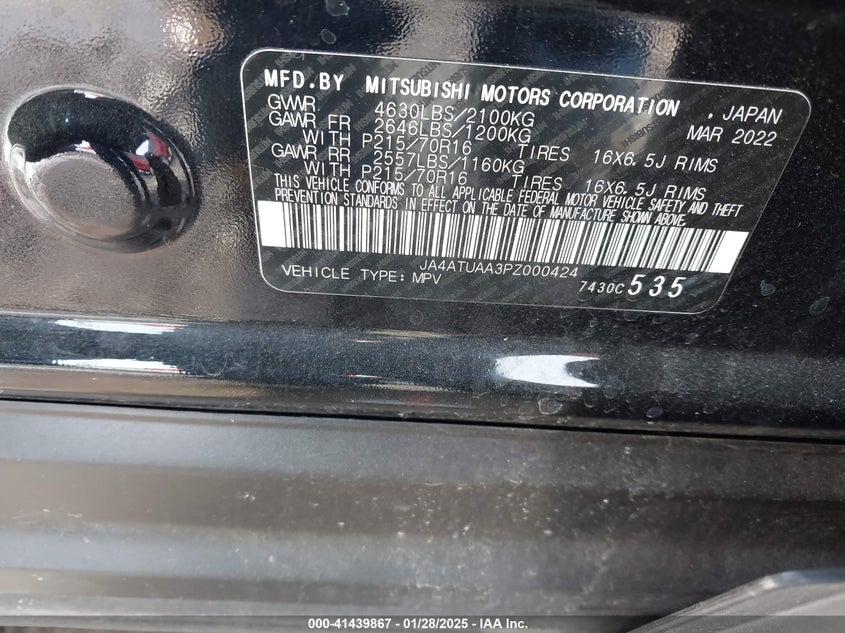 MFD.BY MITSUBISHI MOTORS CORPORATION , JAPAN
GVWR 4630LBS/2100KG MAR 2022
GAWR FR 2646LBS/1200KG
WITH P215/70R16 TIRES 16X6.5J RIMS
GAWR RR 2557LBS/1160KG
WITH P215/70R16 TIRES 16X6.5J RIMS
THIS VEHICLE CONFORMS TO ALL APPLICABLE FEDERAL MOTOR VEHICLE SAFETY AND THEFT
PREVENTION STANDARDS IN EFFECT ON THE DATE OF MANUFACTURE SHOWN ABOVE.
JA4ATUAA3PZ000424
VEHICLE TYPE: MPV 7430C 535
000-41439867 - 01/28/2025 - IAA Inc.